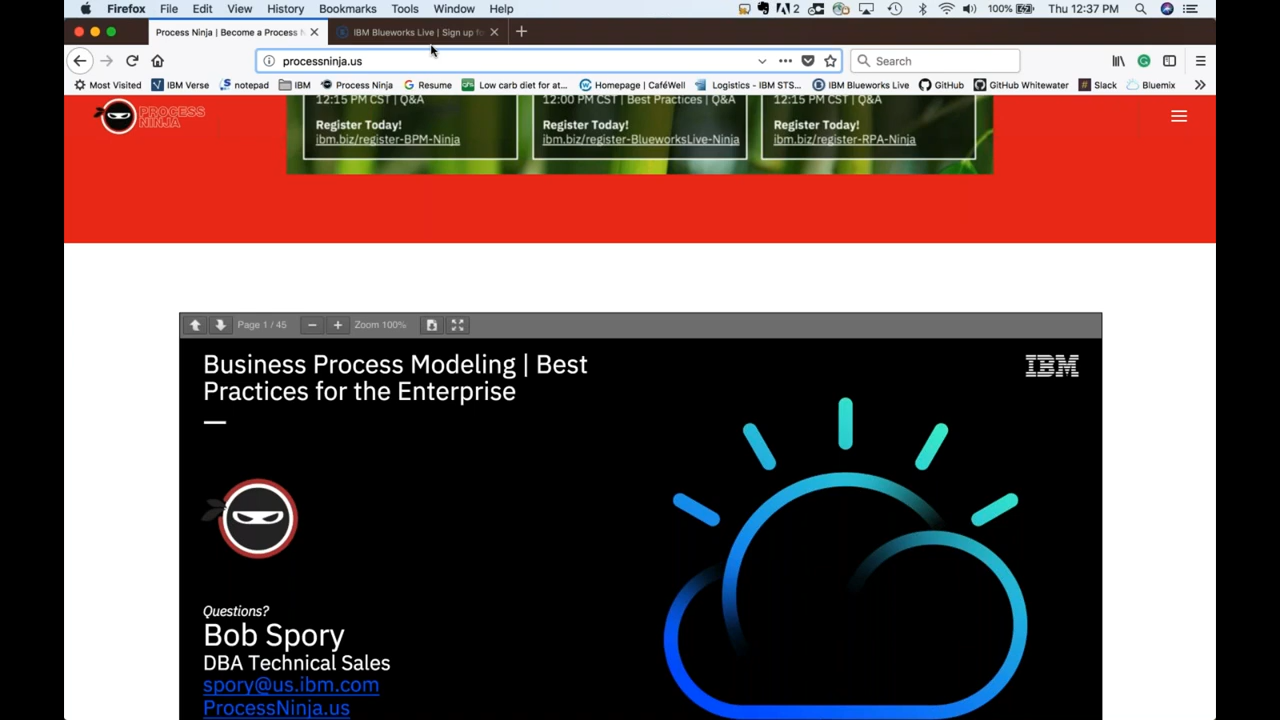 Firefox File Edit View History Bookmarks Tools Window Help 2 100% Thu 12:37 PM
Process Ninja | Become a Process N IBM Blueworks Live | Sign up fo
processninja.us Search
Most Visited IBM Verse notepad IBM Process Ninja Resume Low carb diet for at... Homepage | CaféWell Logistics - IBM STS... IBM Blueworks Live GitHub GitHub Whitewater Slack Bluemix
PROCESS
NINJA
12:15 PM CST | Q&A 12:00 PM CST | Best Practices | Q&A 12:15 PM CST | Q&A
Register Today! Register Today! Register Today!
ibm.biz/register-BPM-Ninja ibm.biz/register-BlueworksLive-Ninja ibm.biz/register-RPA-Ninja
Page 1 / 45 Zoom 100%
Business Process Modeling | Best
Practices for the Enterprise
IBM
Questions?
Bob Spory
DBA Technical Sales
spory@us.ibm.com
ProcessNinja.us